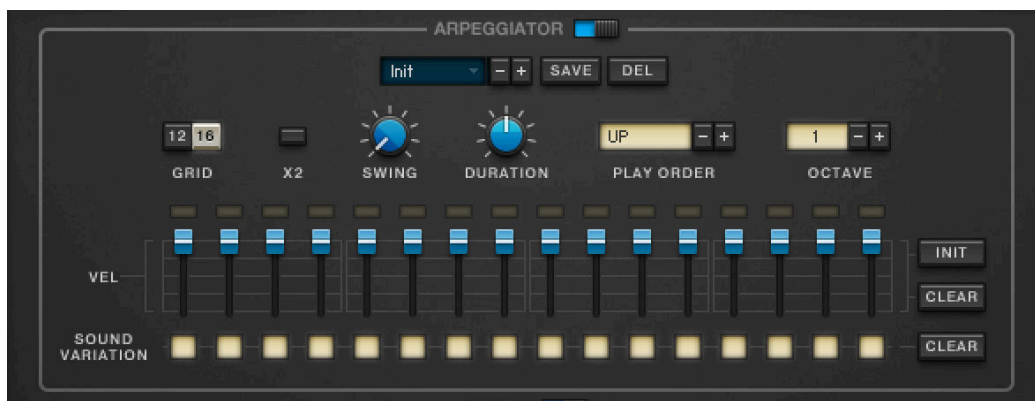 ARPEGGIATOR
Init - + SAVE DEL
12 16 UP - + 1 - +
GRID X2 SWING DURATION PLAY ORDER OCTAVE
INIT
VEL
CLEAR
SOUND
VARIATION CLEAR